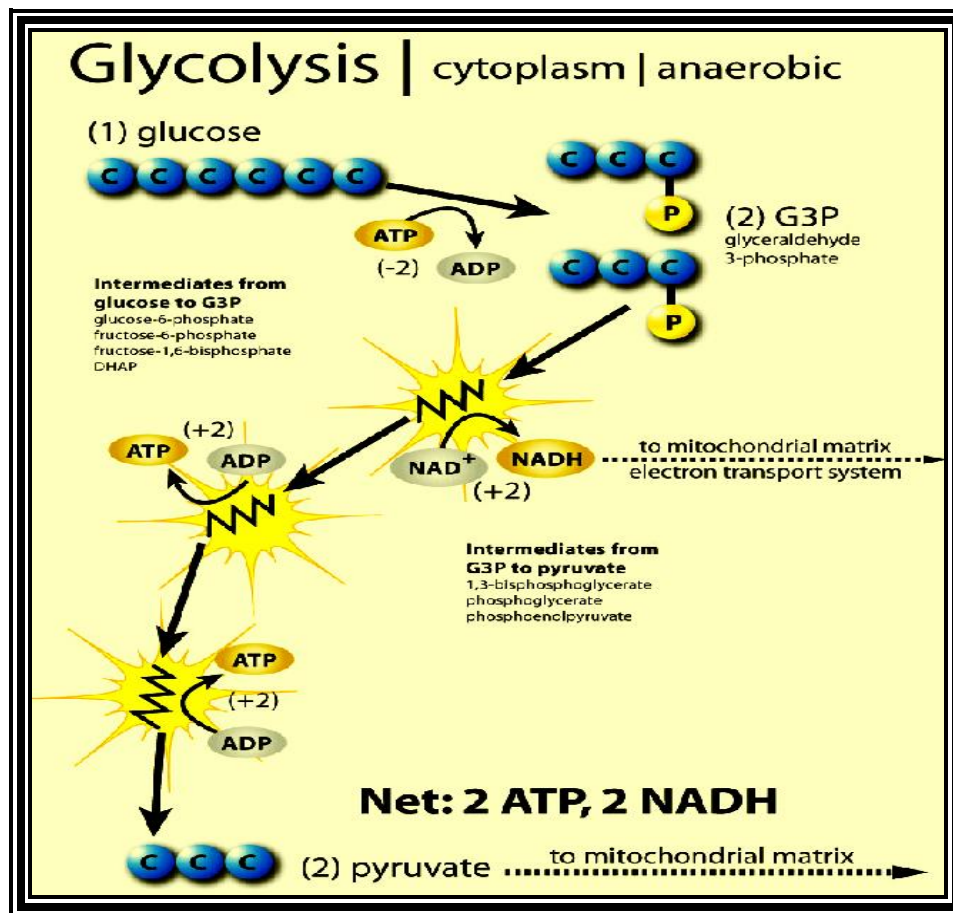 Glycolysis | cytoplasm | anaerobic
(1) glucose
C C C C C C
C C C
P
(2) G3P
glyceraldehyde
3-phosphate
ATP
(-2)
ADP
C C C
P
Intermediates from
glucose to G3P
glucose-6-phosphate
fructose-6-phosphate
fructose-1,6-bisphosphate
DHAP
(+2)
ATP
ADP
NAD+
NADH
(+2)
to mitochondrial matrix
electron transport system
Intermediates from
G3P to pyruvate
1,3-bisphosphoglycerate
phosphoglycerate
phosphoenolpyruvate
ATP
(+2)
ADP
Net: 2 ATP, 2 NADH
C C C
(2) pyruvate
to mitochondrial matrix